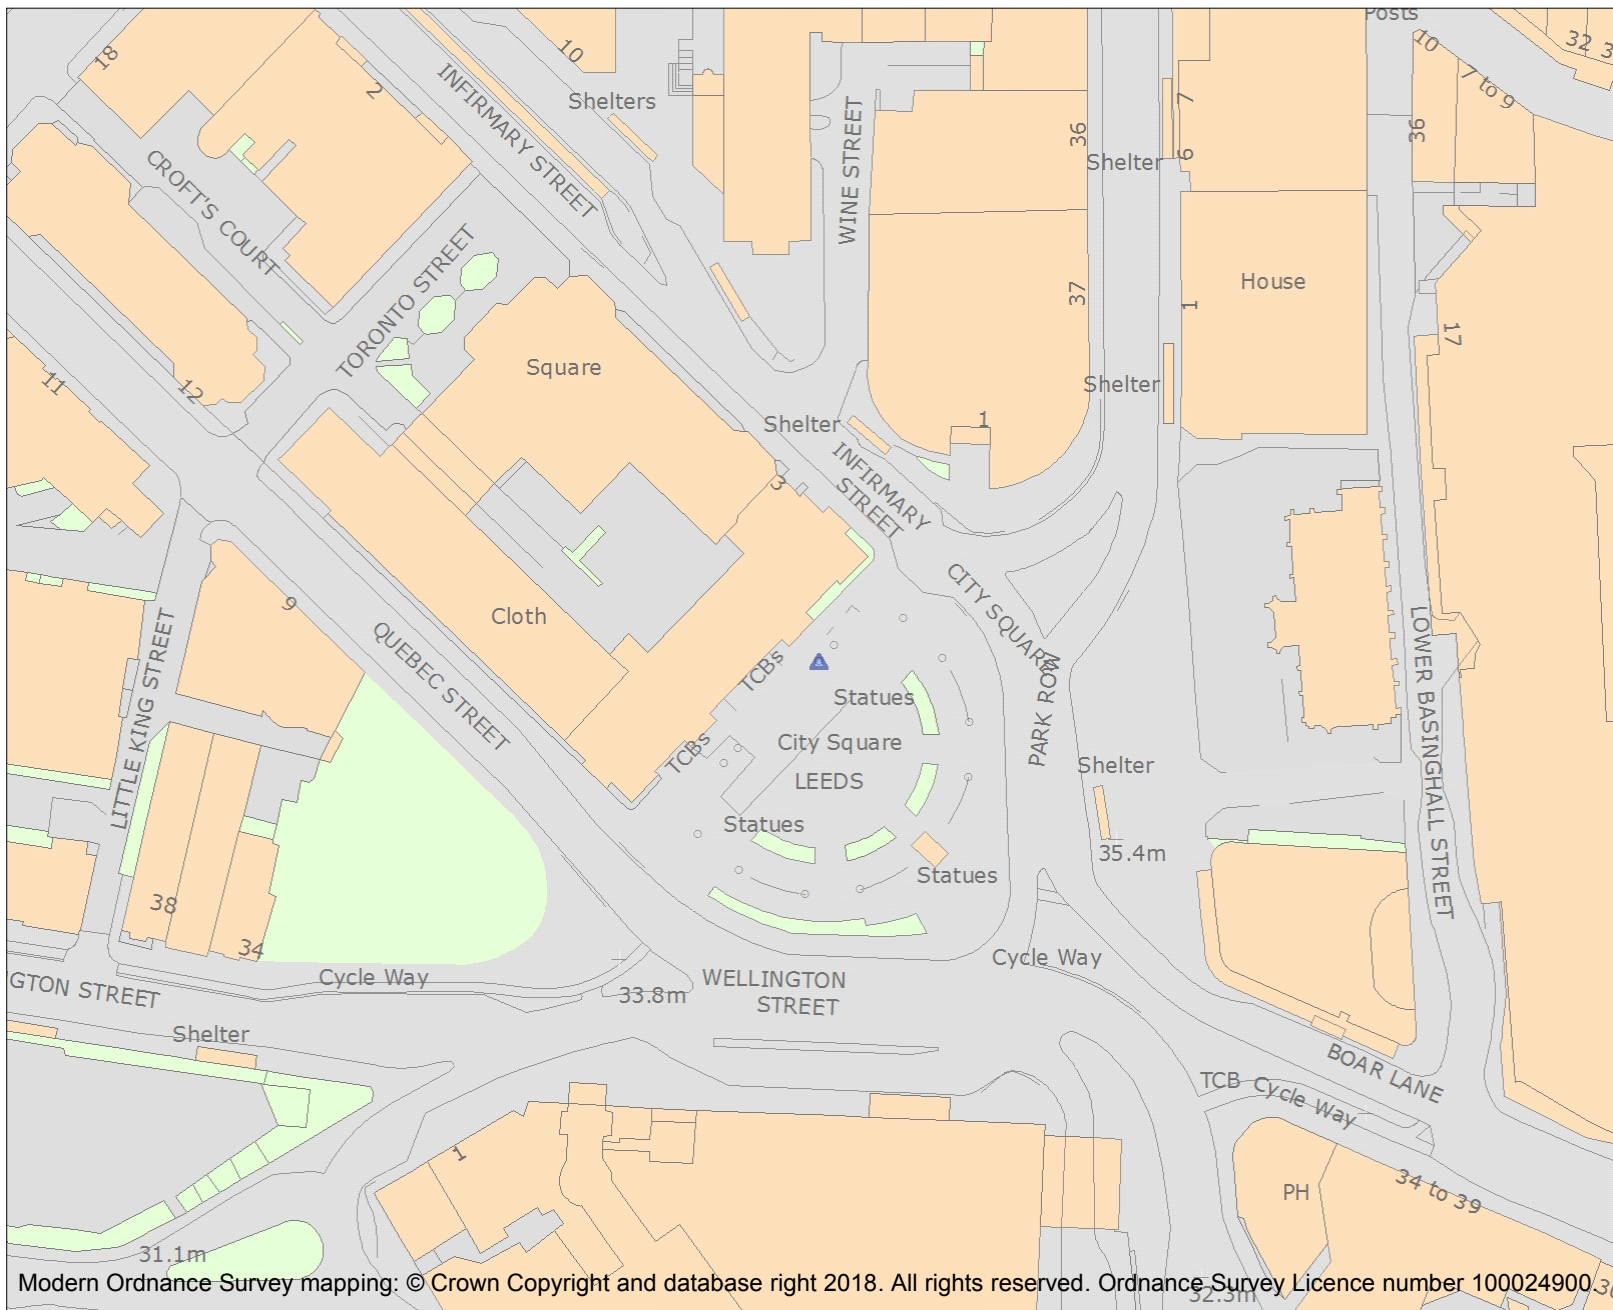 Posts
10
32
3
18
10
2
INFIRMARY STREET
Shelters
7 to 9
7
36
36
WINE STREET
Shelter
6
CROFT'S COURT
TORONTO STREET
House
37
1
17
Square
11
12
Shelter
Shelter
1
INFIRMARY
STREET
3
CITY SQUARE
9
Cloth
QUEBEC STREET
LITTLE KING STREET
TCBs
Statues
PARK ROW
LOWER BASINGHALL STREET
City Square
TCBs
LEEDS
Shelter
Statues
35.4m
Statues
38
34
Cycle Way
Cycle Way
GTON STREET
33.8m
WELLINGTON
STREET
Shelter
BOAR LANE
TCB
Cycle Way
1
PH
34 to 39
31.1m
32.3m
Modern Ordnance Survey mapping: © Crown Copyright and database right 2018. All rights reserved. Ordnance Survey Licence number 100024900.